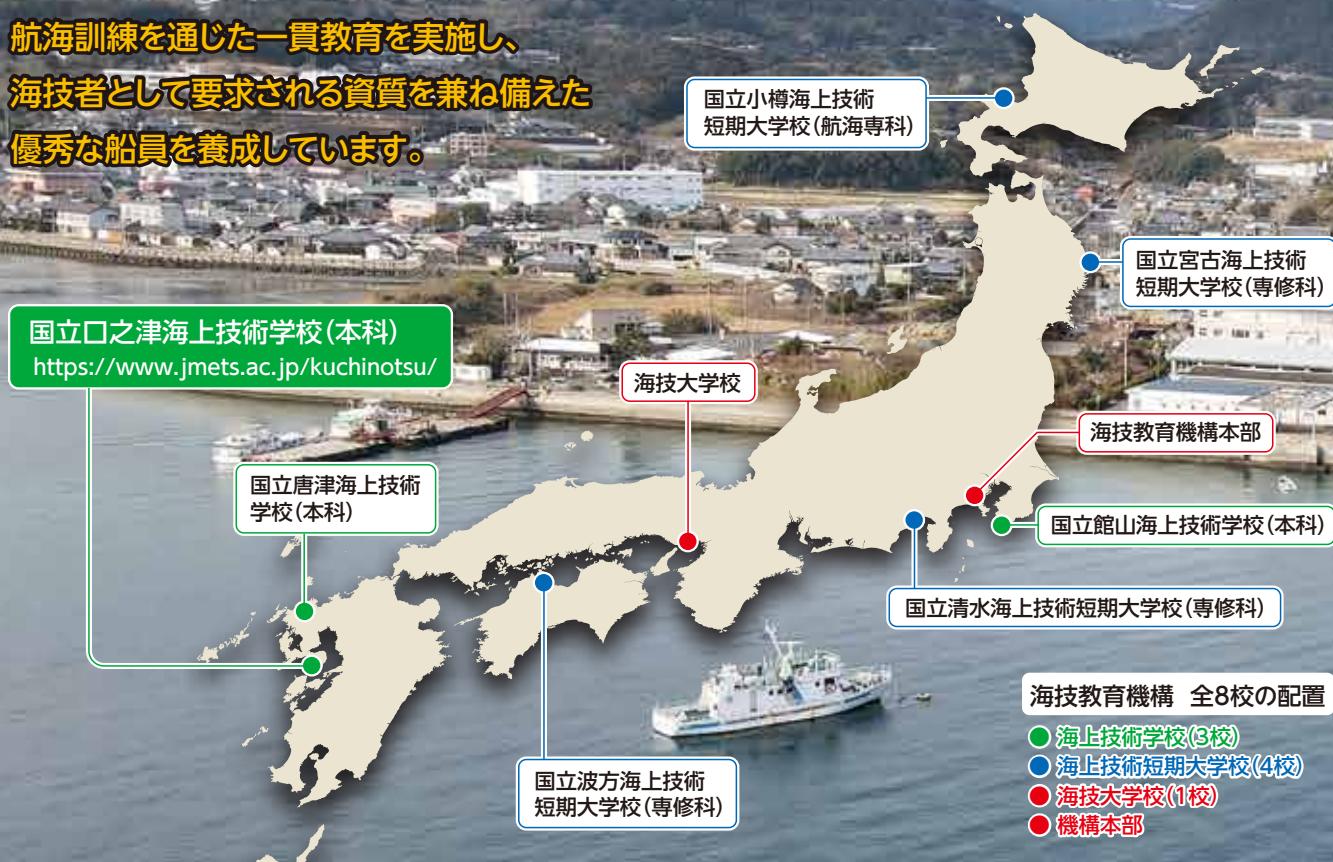 航海訓練を通じた一貫教育を実施し、
海技者として要求される資質を兼ね備えた
優秀な船員を養成しています。
国立小樽海上技術
短期大学校(航海専科)
国立宮古海上技術
短期大学校(専修科)
国立口之津海上技術学校(本科)
https://www.jmets.ac.jp/kuchinotsu/
海技大学校
海技教育機構本部
国立唐津海上技術
学校(本科)
国立館山海上技術学校(本科)
国立清水海上技術短期大学校(専修科)
国立波方海上技術
短期大学校(専修科)
海技教育機構 全8校の配置
海上技術学校(3校)
海上技術短期大学校(4校)
海技大学校(1校)
機構本部